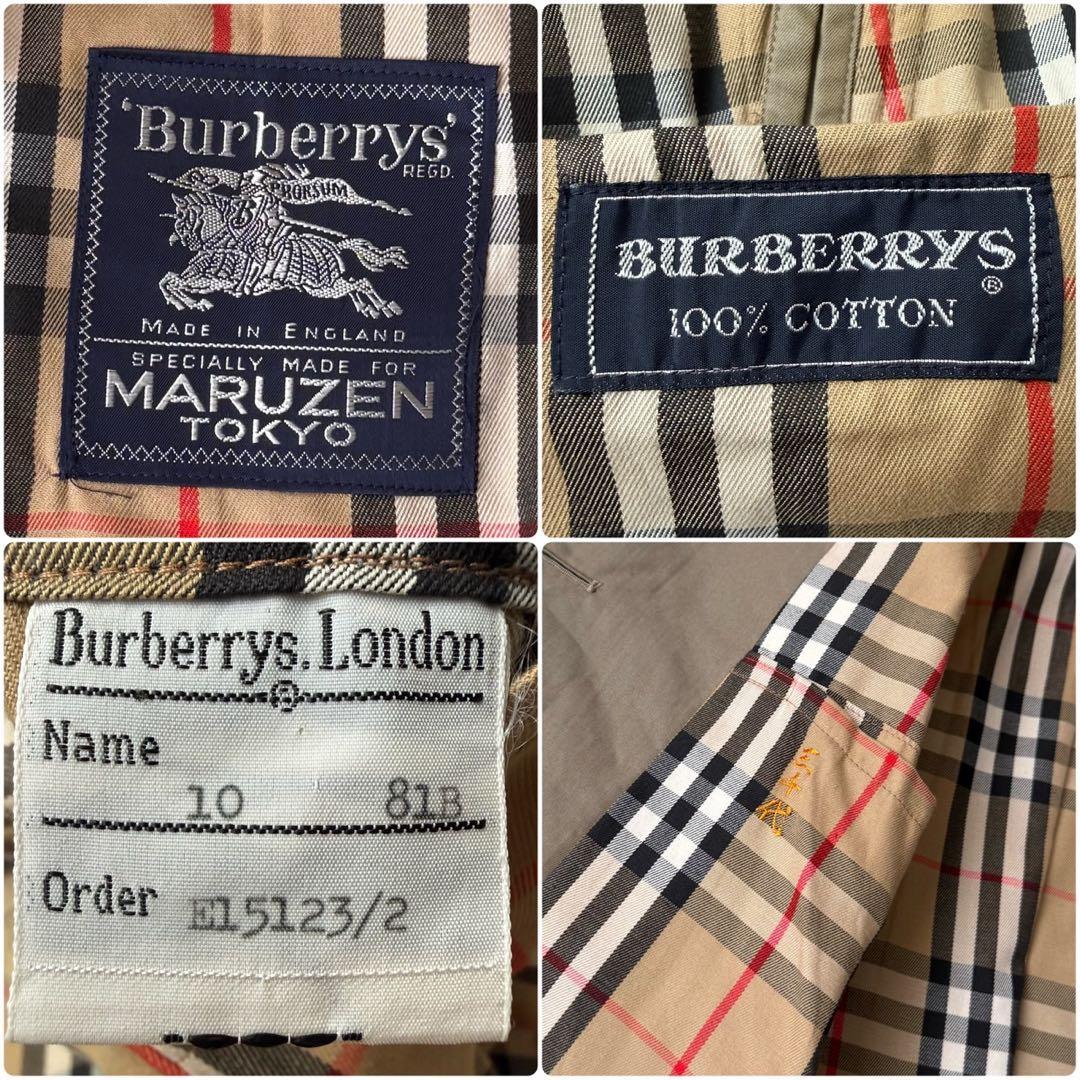 'Burberrys'
REGD.
PRORSUM
MADE IN ENGLAND
SPECIALLY MADE FOR
MARUZEN
TOKYO
BURBERRYS
®
100% COTTON
Burberrys. London
®
Name
10 81B
Order
E15123/2